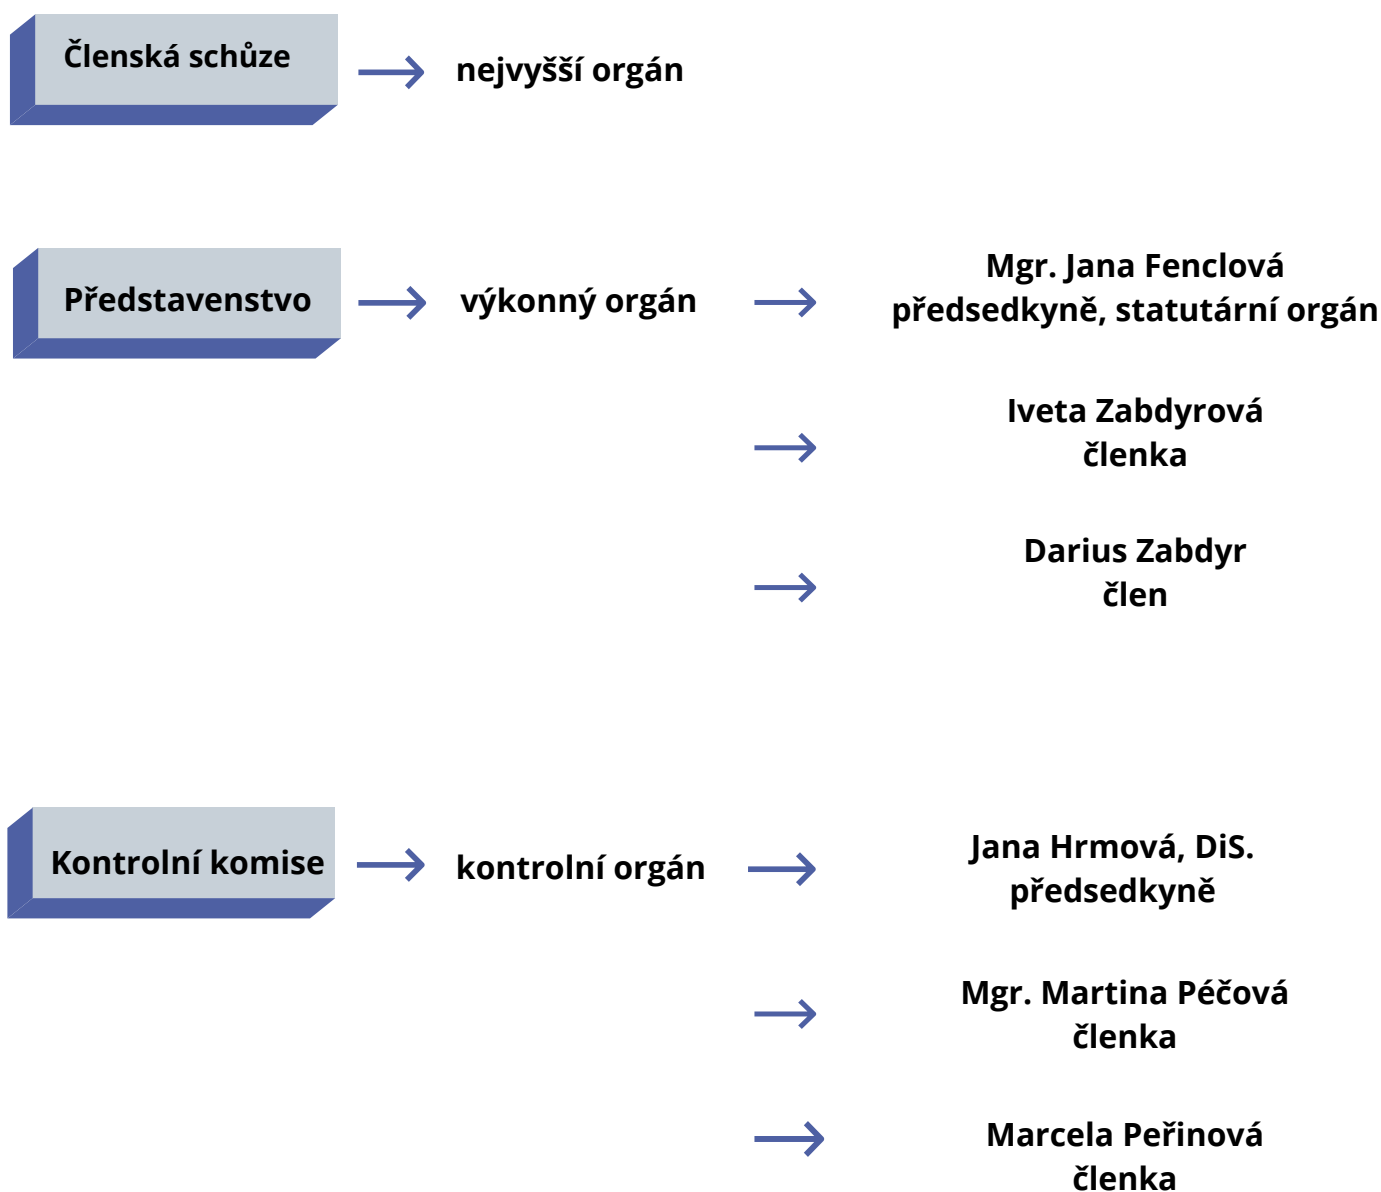 Členská schůze
nejvyšší orgán
Představenstvo
výkonný orgán
Mgr. Jana Fenclová
předsedkyně, statutární orgán
Iveta Zabdyrová
členka
Darius Zabdyr
člen
Kontrolní komise
kontrolní orgán
Jana Hrmová, DiS.
předsedkyně
Mgr. Martina Péčová
členka
Marcela Peřinová
členka